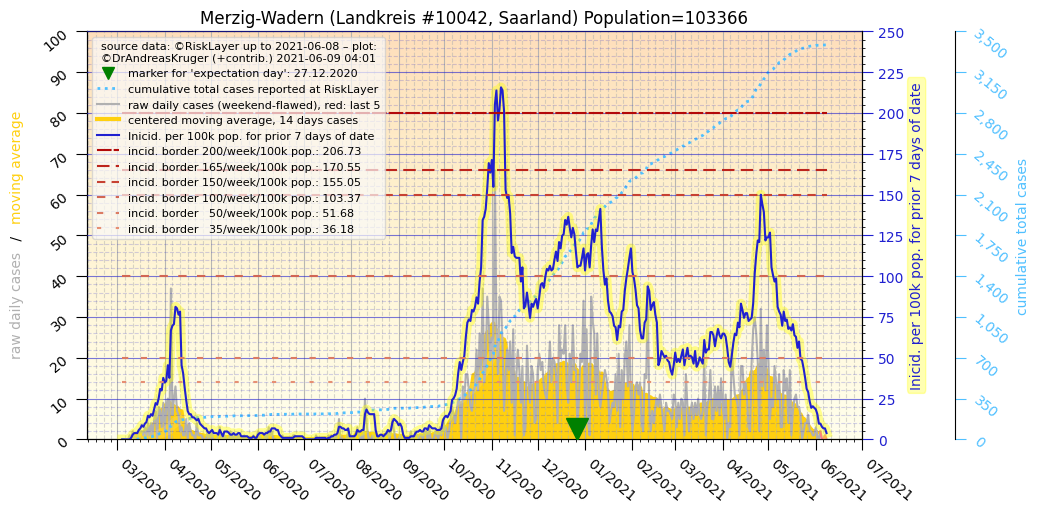 Merzig-Wadern (Landkreis #10042, Saarland) Population=103366
source data: ©RiskLayer up to 2021-06-08 – plot:
©DrAndreasKruger (+contrib.) 2021-06-09 04:01
marker for 'expectation day': 27.12.2020
cumulative total cases reported at RiskLayer
raw daily cases (weekend-flawed), red: last 5
centered moving average, 14 days cases
Inicid. per 100k pop. for prior 7 days of date
incid. border 200/week/100k pop.: 206.73
incid. border 165/week/100k pop.: 170.55
incid. border 150/week/100k pop.: 155.05
incid. border 100/week/100k pop.: 103.37
incid. border   50/week/100k pop.: 51.68
incid. border   35/week/100k pop.: 36.18
raw daily cases / moving average
100
90
80
70
60
50
40
30
20
10
0
03/2020
04/2020
05/2020
06/2020
07/2020
08/2020
09/2020
10/2020
11/2020
12/2020
01/2021
02/2021
03/2021
04/2021
05/2021
06/2021
07/2021
250
225
200
175
150
125
100
75
50
25
0
Inicid. per 100k pop. for prior 7 days of date
3,500
3,150
2,800
2,450
2,100
1,750
1,400
1,050
700
350
0
cumulative total cases